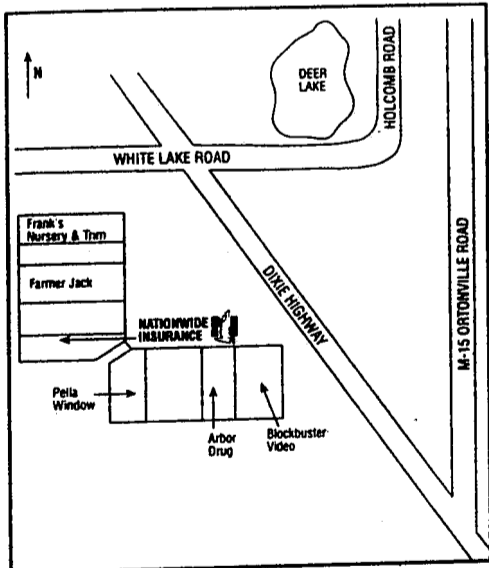 N
DEER
LAKE
HOLCOMB ROAD
WHITE LAKE ROAD
Frank's
Nursery & Trim
Farmer Jack
DIXIE HIGHWAY
M-15 ORTONVILLE ROAD
NATIONWIDE
INSURANCE
Pella
Window
Arbor
Drug
Blockbuster
Video